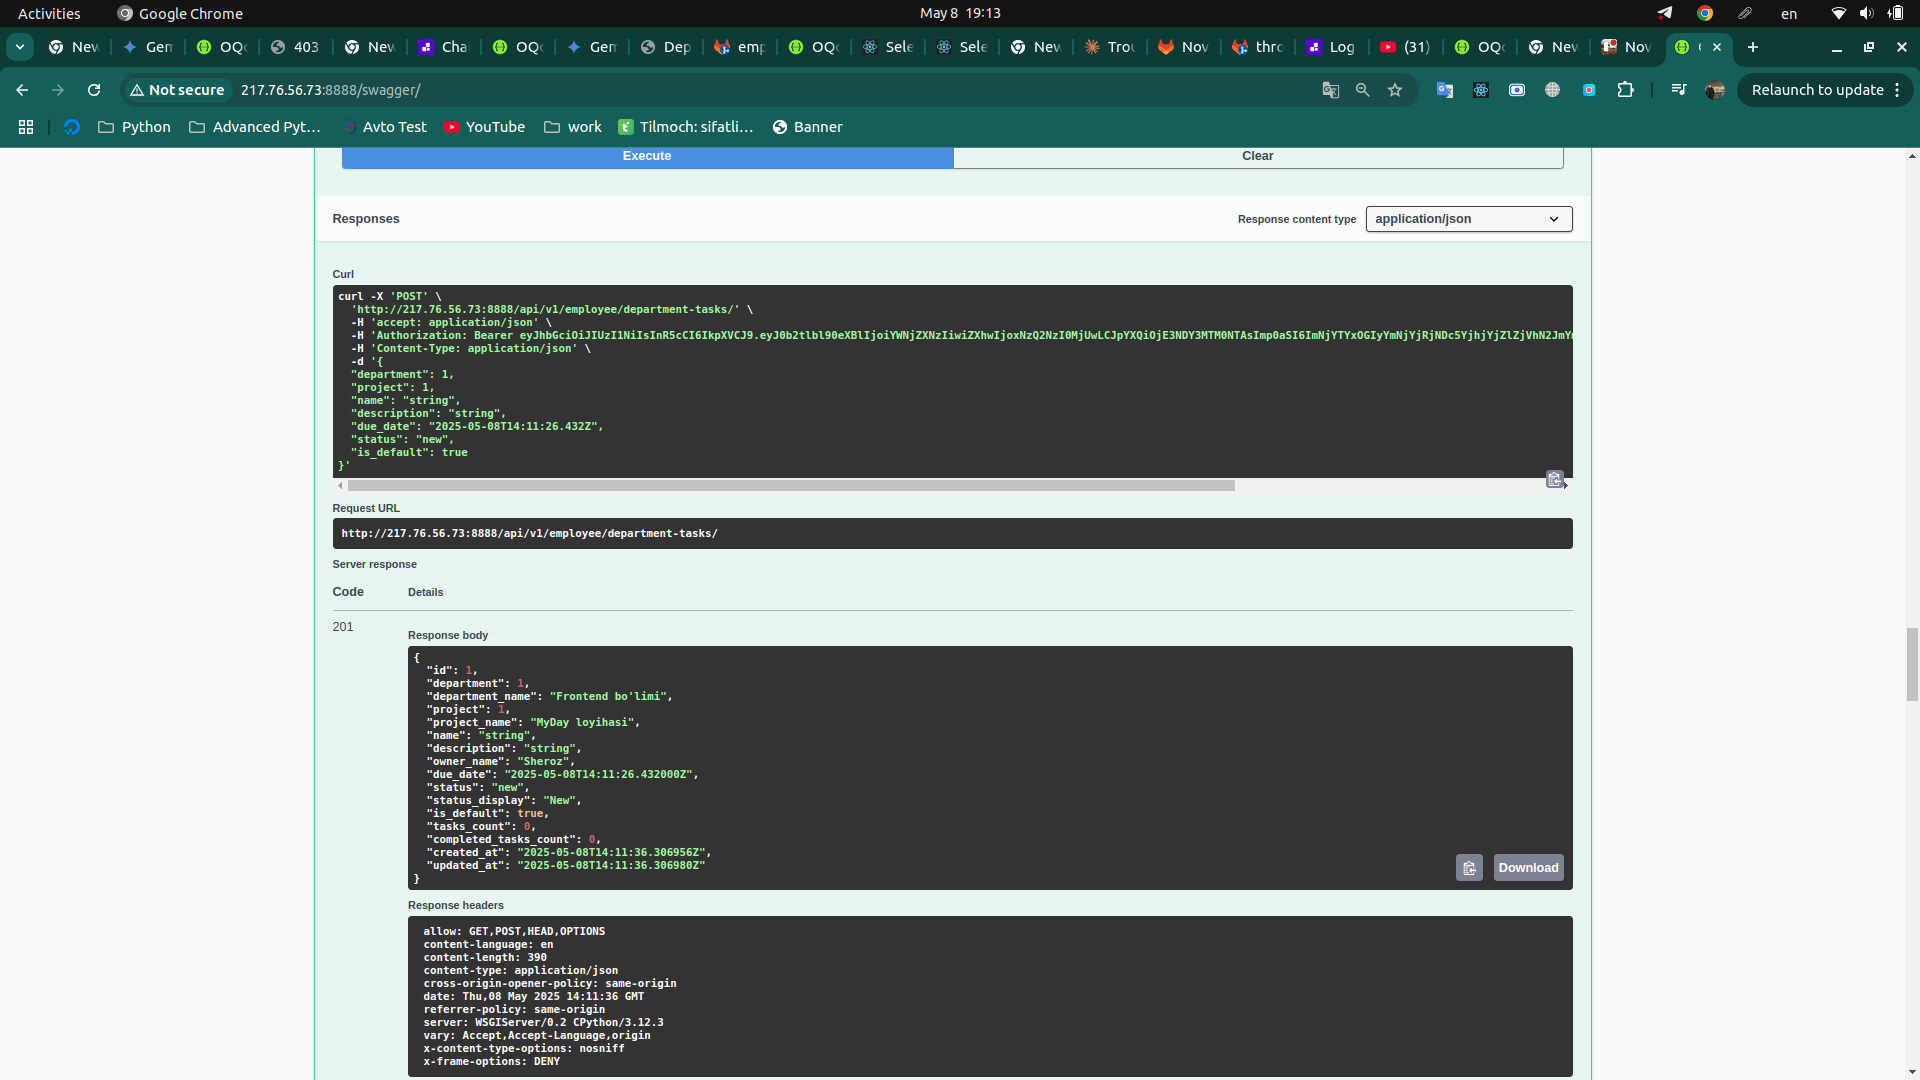 Activities
Google Chrome
May 8 19:13
en
New
Gem
OQ
403
New
Cha
OQ
Gem
Dep
emp
OQ
Sele
Sele
New
Trou
Nov
thro
Log
(31)
OQ
New
Nov
Not secure
217.76.56.73:8888/swagger/
Relaunch to update
Python
Advanced Pyt…
Avto Test
YouTube
work
Tilmoch: sifatli…
Banner
Execute
Clear
Responses
Response content type
application/json
Curl
curl -X 'POST' \
'http://217.76.56.73:8888/api/v1/employee/department-tasks/' \
-H 'accept: application/json' \
-H 'Authorization: Bearer
-H 'Content-Type: application/json' \
-d '{
"department": 1,
"project": 1,
"name": "string",
"description": "string",
"due_date": "2025-05-08T14:11:26.432Z",
"status": "new",
"is_default": true
}'
Request URL
http://217.76.56.73:8888/api/v1/employee/department-tasks/
Server response
Code
Details
201
Response body
{
"id": 1,
"department": 1,
"department_name": "Frontend bo'limi",
"project": 1,
"project_name": "MyDay loyihasi",
"name": "string",
"description": "string",
"owner_name": "Sheroz",
"due_date": "2025-05-08T14:11:26.432000Z",
"status": "new",
"status_display": "New",
"is_default": true,
"tasks_count": 0,
"completed_tasks_count": 0,
"created_at": "2025-05-08T14:11:36.306956Z",
"updated_at": "2025-05-08T14:11:36.306980Z"
}
Download
Response headers
allow: GET,POST,HEAD,OPTIONS
content-language: en
content-length: 390
content-type: application/json
cross-origin-opener-policy: same-origin
date: Thu,08 May 2025 14:11:36 GMT
referrer-policy: same-origin
server: WSGIServer/0.2 CPython/3.12.3
vary: Accept,Accept-Language,origin
x-content-type-options: nosniff
x-frame-options: DENY